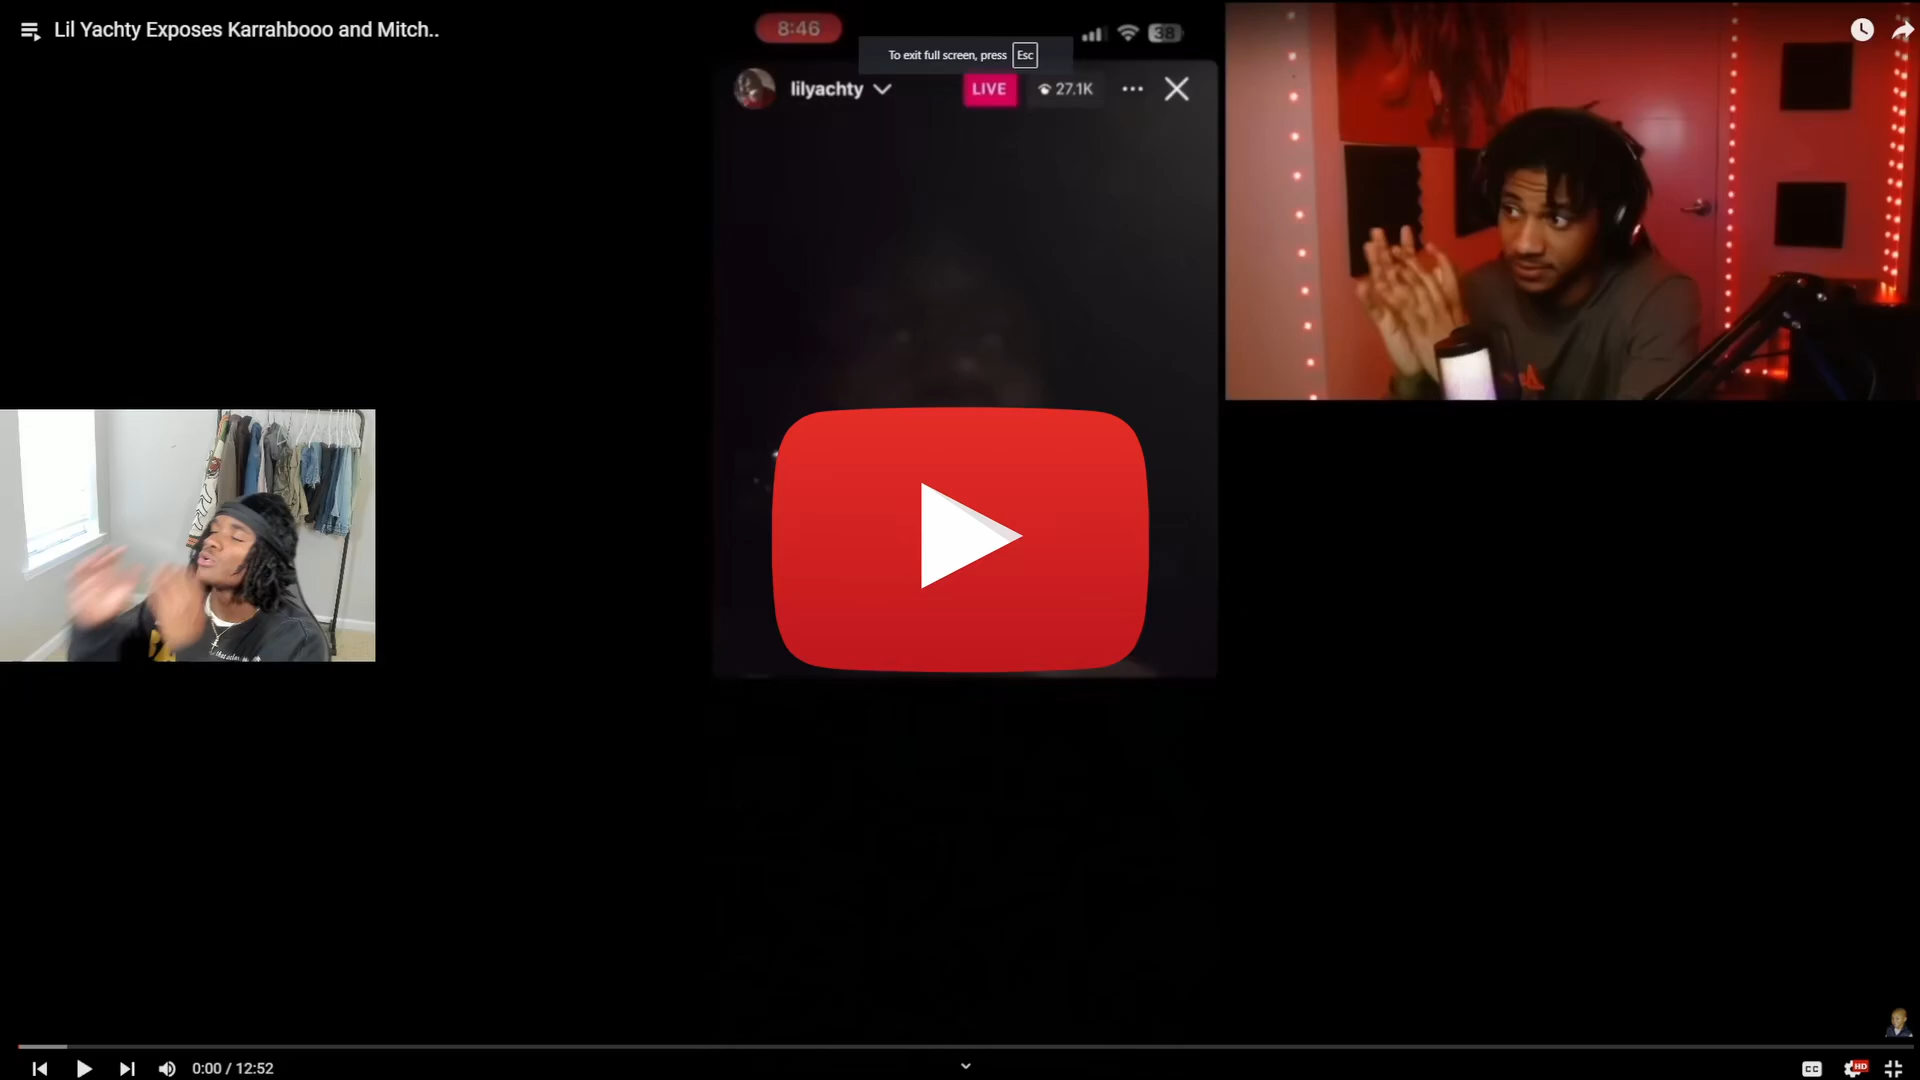 Lil Yachty Exposes Karrahbooo and Mitch..
8:46
38
To exit full screen, press Esc
lilyachty
LIVE
27.1K
0:00 / 12:52
CC
HD